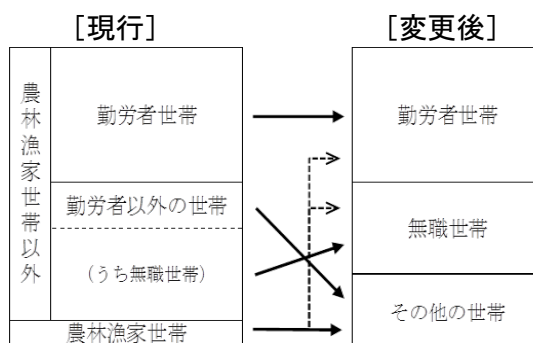 ［現行］
［変更後］
農林漁家世帯以外
勤労者世帯
勤労者以外の世帯
(うち無職世帯)
農林漁家世帯
勤労者世帯
無職世帯
その他の世帯